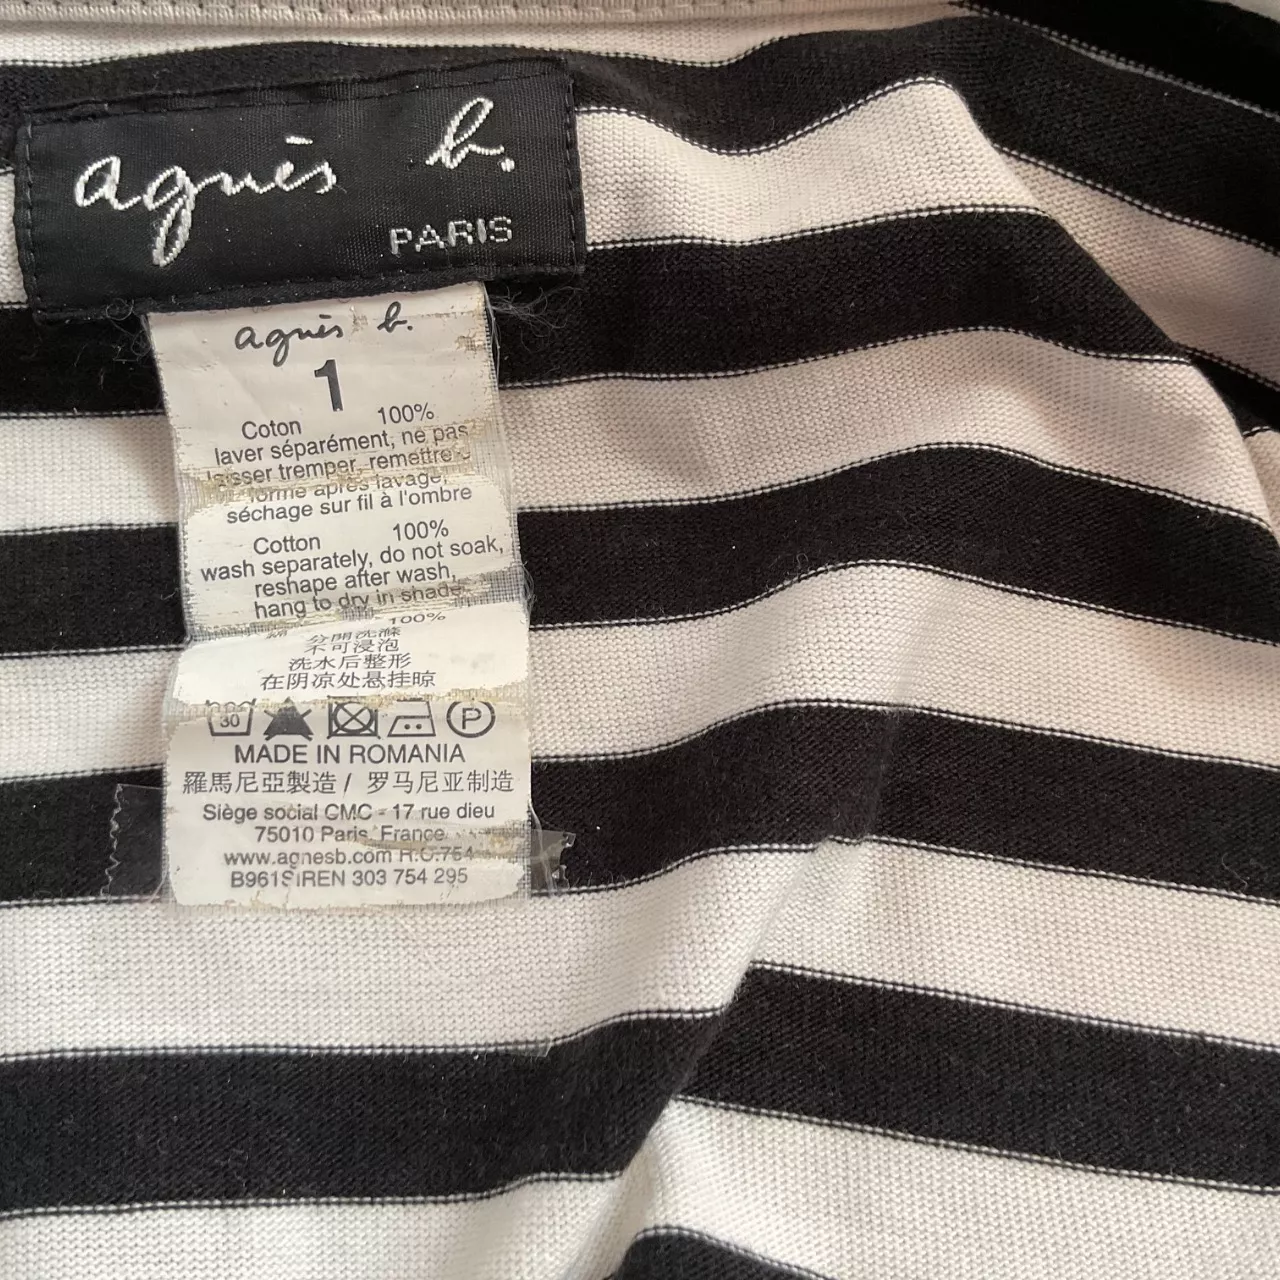 agnès b.
PARIS
agnès b.
1
Coton 100%
laver séparément, ne pas
laisser tremper, remettre
forme après lavage,
séchage sur fil à l'ombre
Cotton 100%
wash separately, do not soak,
reshape after wash,
hang to dry in shade
棉 100%
分開洗滌
不可浸泡
洗水后整形
在阴凉处悬挂晾
30 P
MADE IN ROMANIA
羅馬尼亞製造 / 罗马尼亚制造
Siège social CMC - 17 rue dieu
75010 Paris France
www.agnesb.com R.C.754
B961SIREN 303 754 295